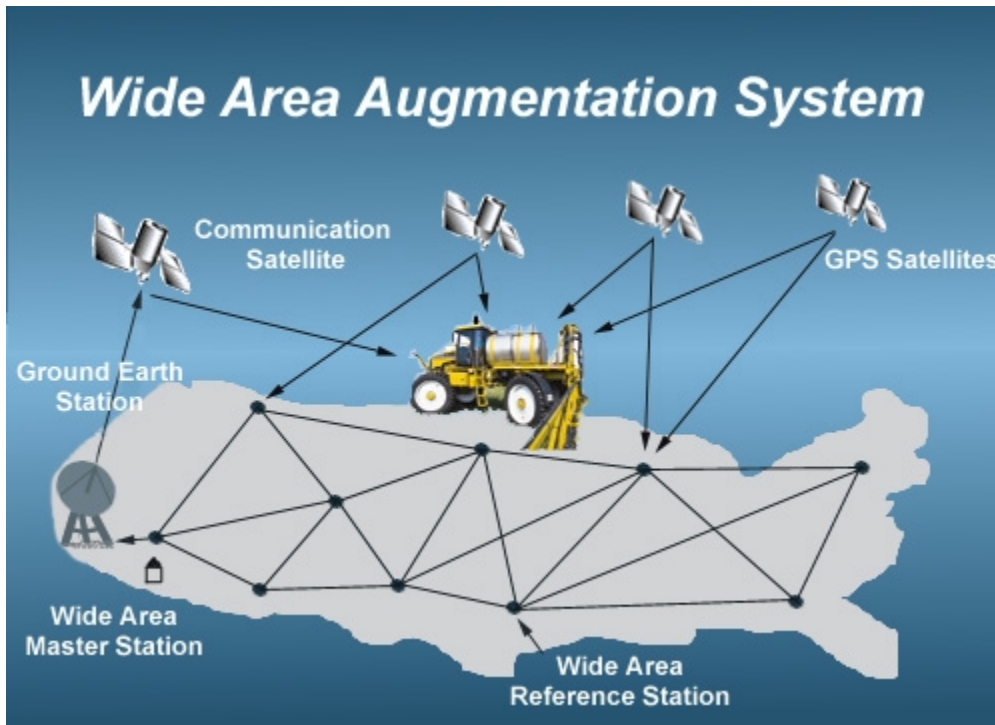 Wide Area Augmentation System
Communication
Satellite
GPS Satellites
Ground Earth
Station
Wide Area
Master Station
Wide Area
Reference Station